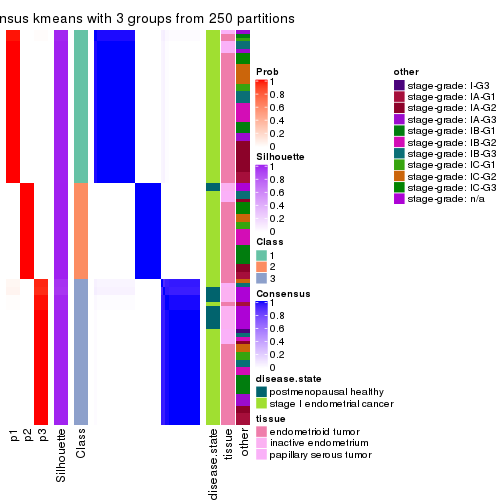 nsus kmeans with 3 groups from 250 partitions
p1
p2
p3
Silhouette
Class
disease.state
tissue
other
Prob
1
0.8
0.6
0.4
0.2
0
Silhouette
1
0.8
0.6
0.4
0.2
0
Class
1
2
3
Consensus
1
0.8
0.6
0.4
0.2
0
disease.state
postmenopausal healthy
stage I endometrial cancer
tissue
endometrioid tumor
inactive endometrium
papillary serous tumor
other
stage-grade: I-G3
stage-grade: IA-G1
stage-grade: IA-G2
stage-grade: IA-G3
stage-grade: IB-G1
stage-grade: IB-G2
stage-grade: IB-G3
stage-grade: IC-G1
stage-grade: IC-G2
stage-grade: IC-G3
stage-grade: n/a